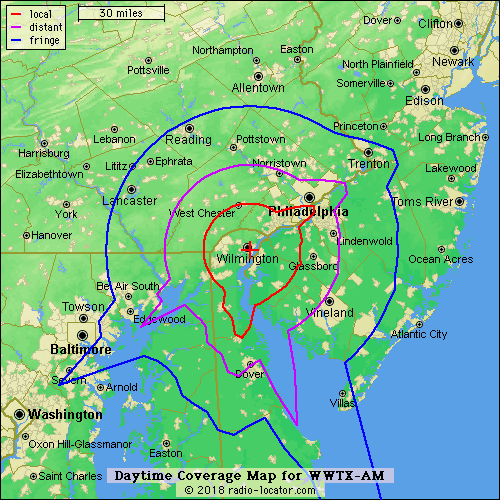 local
distant
fringe
30 miles
Dover
Clifton
Northampton
Easton
Newark
Pottsville
North Plainfield
Somerville
Allentown
Edison
Reading
Princeton
Lebanon
Pottstown
Long Branch
Harrisburg
Ephrata
Trenton
Lititz
Norristown
Elizabethtown
Lakewood
Lancaster
Toms River
York
West Chester
Philadelphia
Hanover
Lindenwold
Wilmington
Ocean Acres
Glassboro
Bel Air South
Towson
Edgewood
Vineland
Atlantic City
Baltimore
Severn
Dover
Arnold
Villas
Washington
Oxon Hill-Glassmanor
Easton
Saint Charles
Daytime Coverage Map for WWTX-AM
© 2018 radio-locator.com